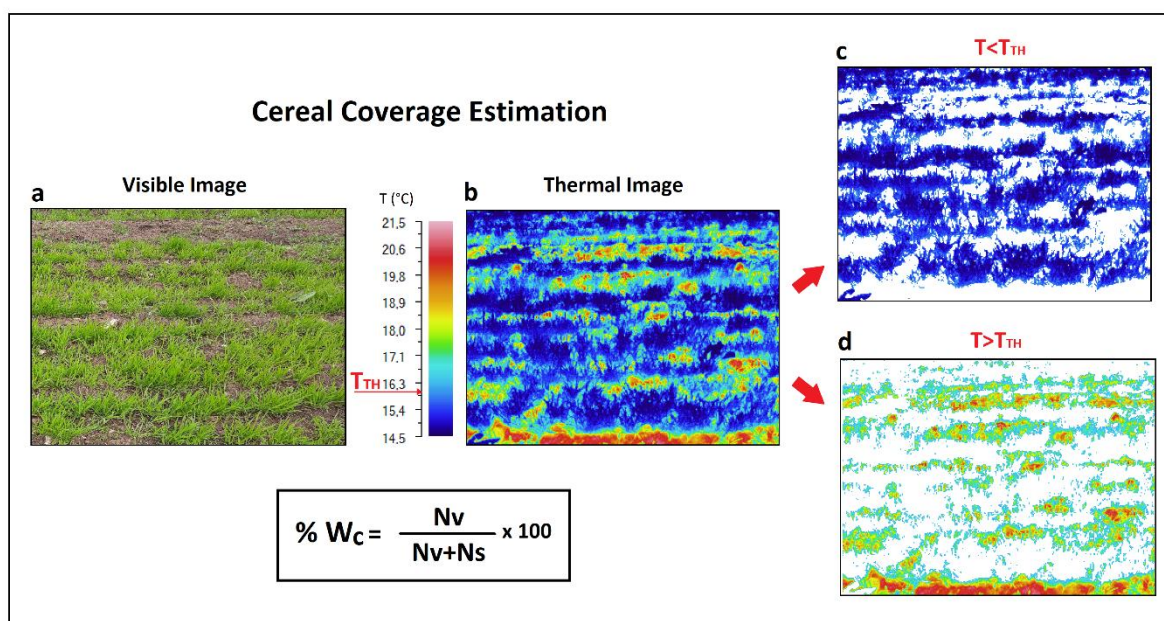 Cereal Coverage Estimation
a
Visible Image
T (°C)
21,5
20,6
19,8
18,9
18,0
17,1
16,3
15,4
14,5
TTH
b
Thermal Image
c
T<TTH
d
T>TTH
% Wc = Nv / Nv+Ns x 100